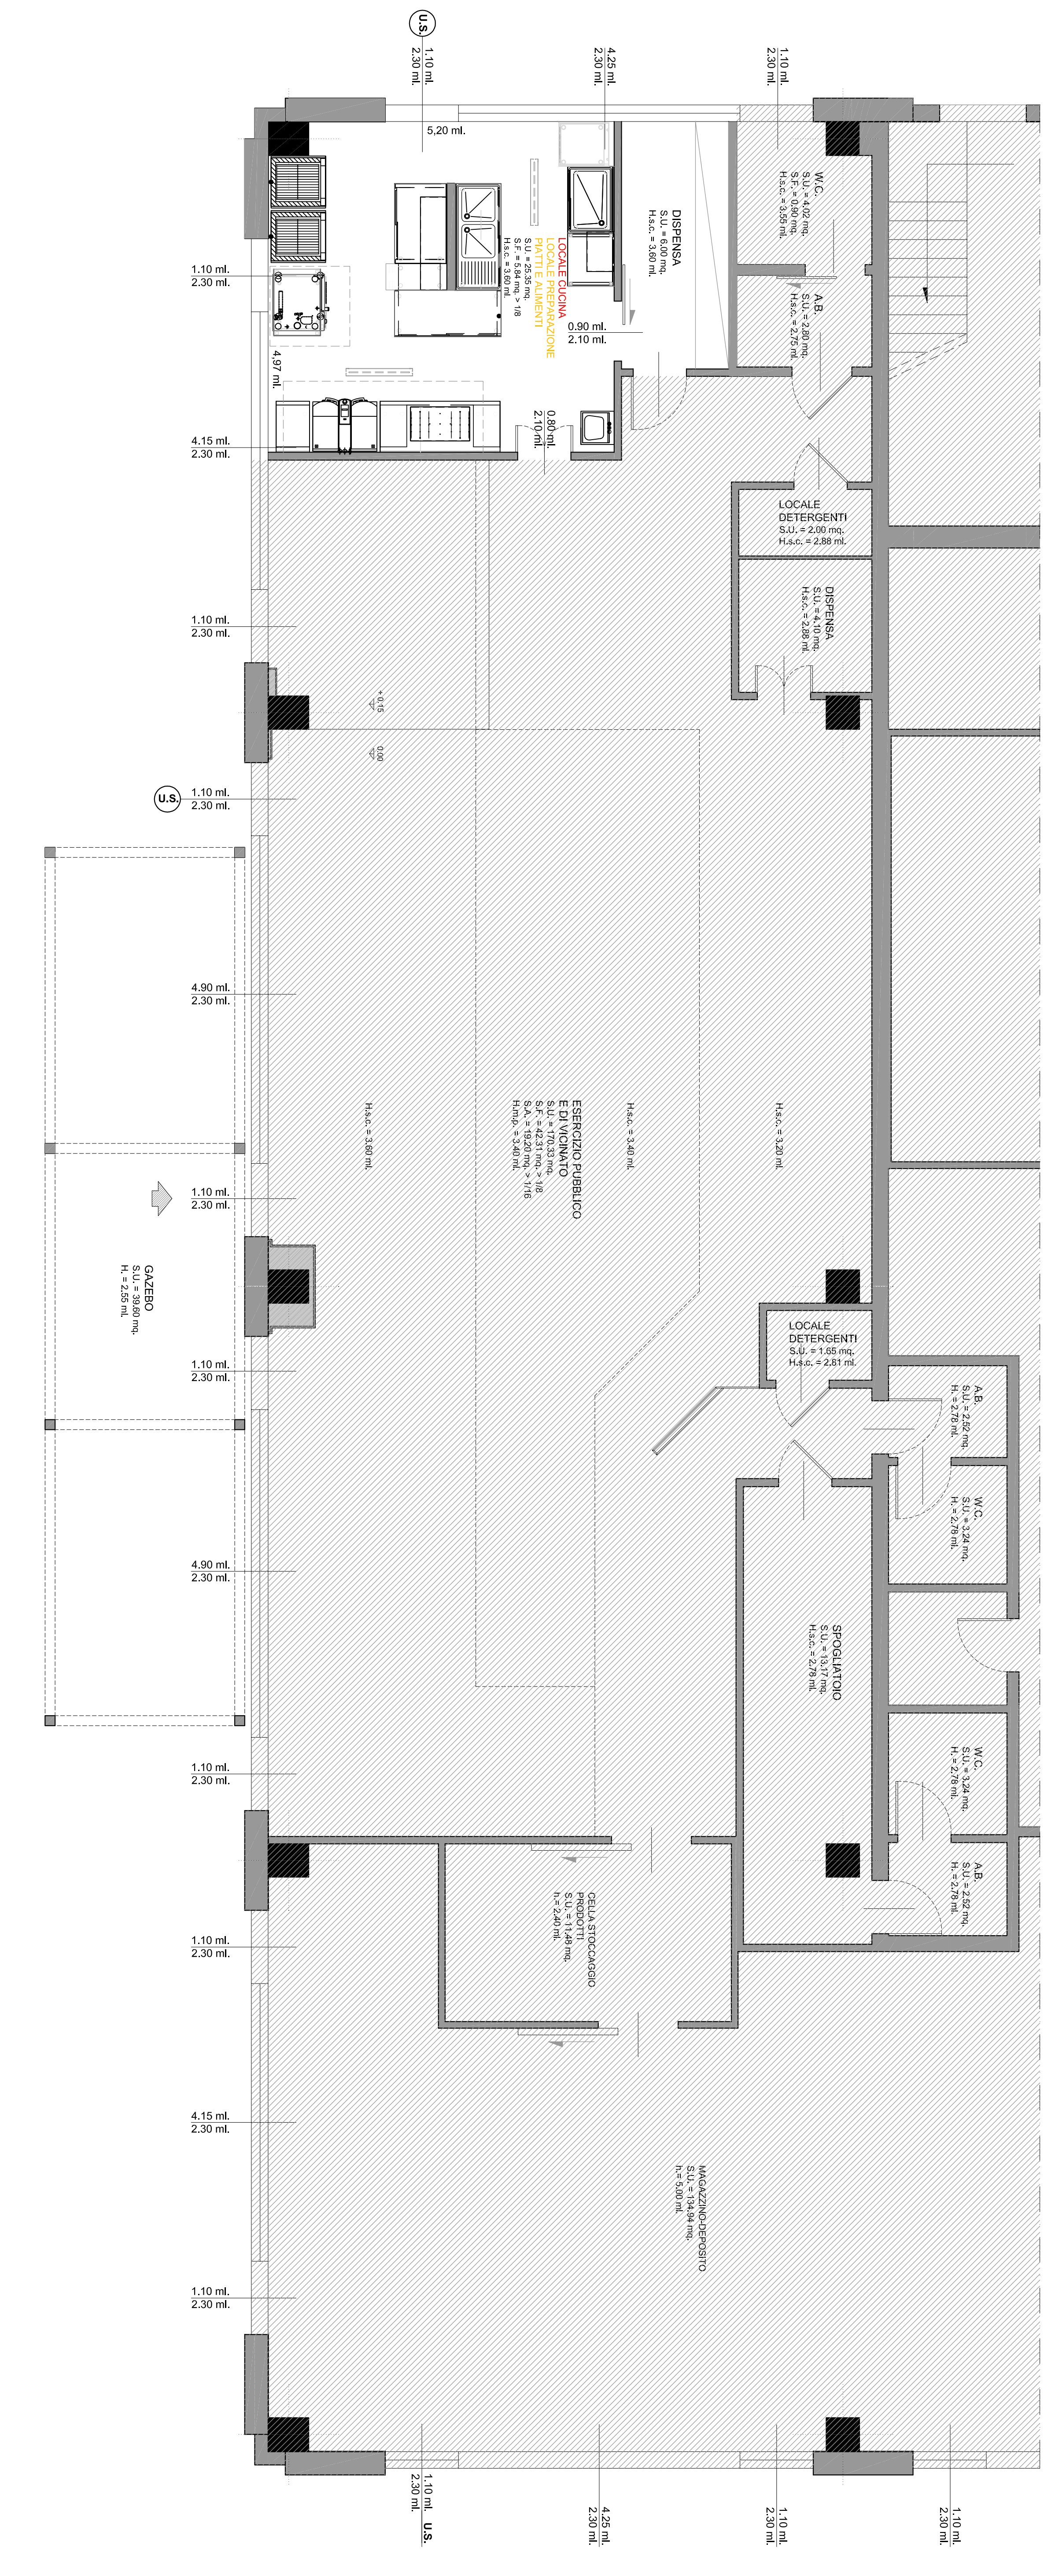 U.S.
1.10 ml.
2.30 ml.
4.25 ml.
2.30 ml.
1.10 ml.
2.30 ml.
5,20 ml.
W.C.
S.U. = 4,02 mq.
S.F. = 0.90 mq.
H.s.c. = 3,55 ml.
DISPENSA
S.U. = 6,00 mq.
H.s.c. = 3.60 ml.
LOCALE CUCINA
LOCALE PREPARAZIONE
PIATTI E ALIMENTI
S.U. = 25.35 mq.
S.F. = 5.84 mq. > 1/8
H.s.c. = 3.60 ml.
A.B.
S.U. = 2,80 mq.
H.s.c. = 2,75 ml.
1.10 ml.
2.30 ml.
0.90 ml.
2.10 ml.
4,97 ml.
0.80 ml.
2.10 ml.
4.15 ml.
2.30 ml.
LOCALE
DETERGENTI
S.U. = 2.00 mq.
H.s.c. = 2.88 ml.
DISPENSA
S.U. = 4,10 mq.
H.s.c. = 2,88 ml.
1.10 ml.
2.30 ml.
+ 0.15
0.00
U.S.
1.10 ml.
2.30 ml.
4.90 ml.
2.30 ml.
H.s.c. = 3.60 ml.
ESERCIZIO PUBBLICO
E DI VICINATO
S.U. = 170.33 mq.
S.F. = 42.31 mq. > 1/8
S.A. = 19.20 mq. > 1/16
H.m.p. = 3.40 ml.
H.s.c. = 3.40 ml.
H.s.c. = 3.20 ml.
1.10 ml.
2.30 ml.
GAZEBO
S.U. = 39.60 mq.
H. = 2.55 ml.
1.10 ml.
2.30 ml.
LOCALE
DETERGENTI
S.U. = 1.65 mq.
H.s.c. = 2.81 ml.
A.B.
S.U. = 2,52 mq.
H. = 2,78 ml.
W.C.
S.U. = 3,24 mq.
H. = 2,78 ml.
4.90 ml.
2.30 ml.
SPOGLIATOIO
S.U. = 13.17 mq.
H.s.c. = 2.78 ml.
W.C.
S.U. = 3,24 mq.
H. = 2,78 ml.
1.10 ml.
2.30 ml.
A.B.
S.U. = 2,52 mq.
H. = 2,78 ml.
CELLA STOCCAGGIO
PRODOTTI
S.U. = 11,48 mq.
h.= 2,40 ml.
1.10 ml.
2.30 ml.
4.15 ml.
2.30 ml.
MAGAZZINO-DEPOSITO
S.U. = 134,94 mq.
h.= 5,00 ml.
1.10 ml.
2.30 ml.
1.10 ml. U.S.
2.30 ml.
4.25 ml.
2.30 ml.
1.10 ml.
2.30 ml.
1.10 ml.
2.30 ml.